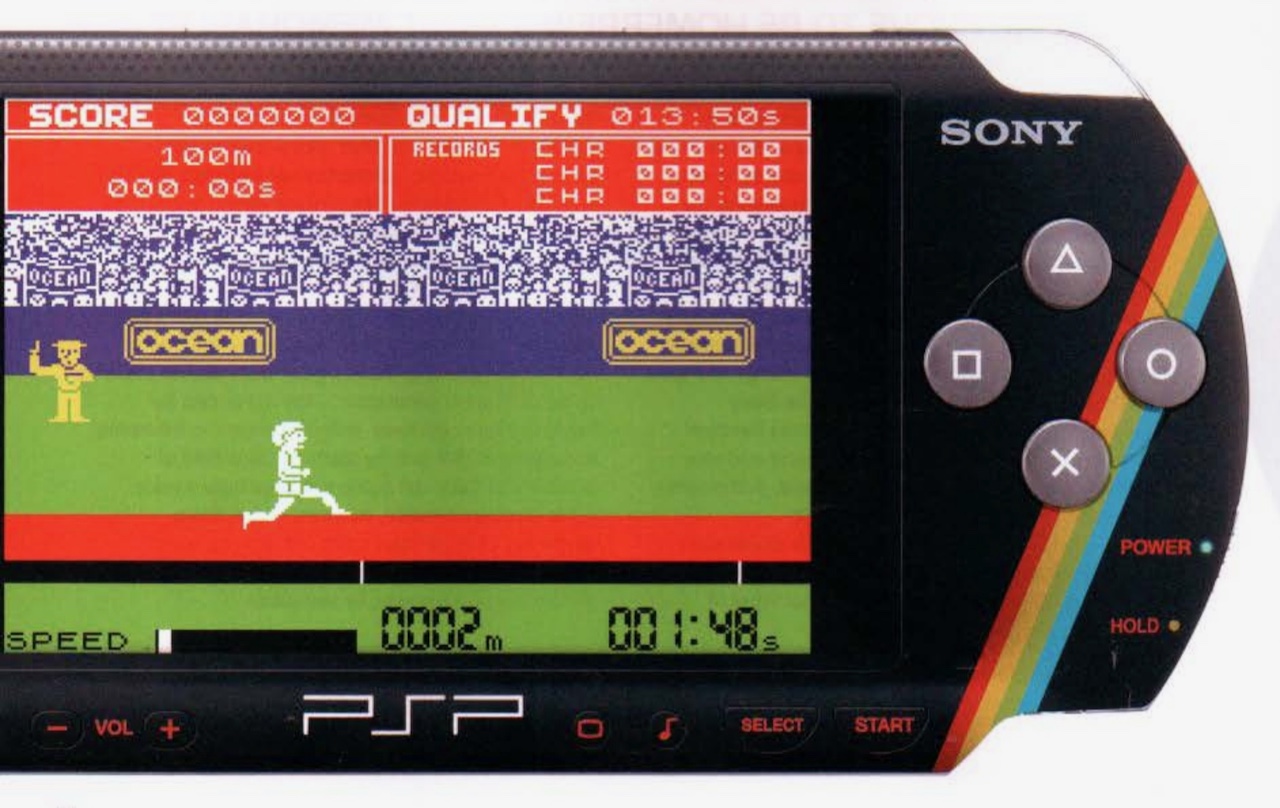 SCORE 0000000 QUALIFY 013:50s
100m
000:00s
RECORDS CHR 000:00
CHR 000:00
CHR 000:00
OCEAN OCEAN OCEAN OCEAN
ocean ocean
SPEED 0002m 001:48s
SONY
POWER
HOLD
- VOL +
PSP
SELECT START